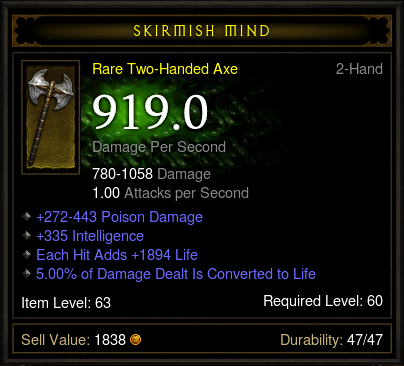 SKIRMISH MIND
Rare Two-Handed Axe 2-Hand
919.0
Damage Per Second
780-1058 Damage
1.00 Attacks per Second
+272-443 Poison Damage
+335 Intelligence
Each Hit Adds +1894 Life
5.00% of Damage Dealt Is Converted to Life
Item Level: 63 Required Level: 60
Sell Value: 1838 Durability: 47/47